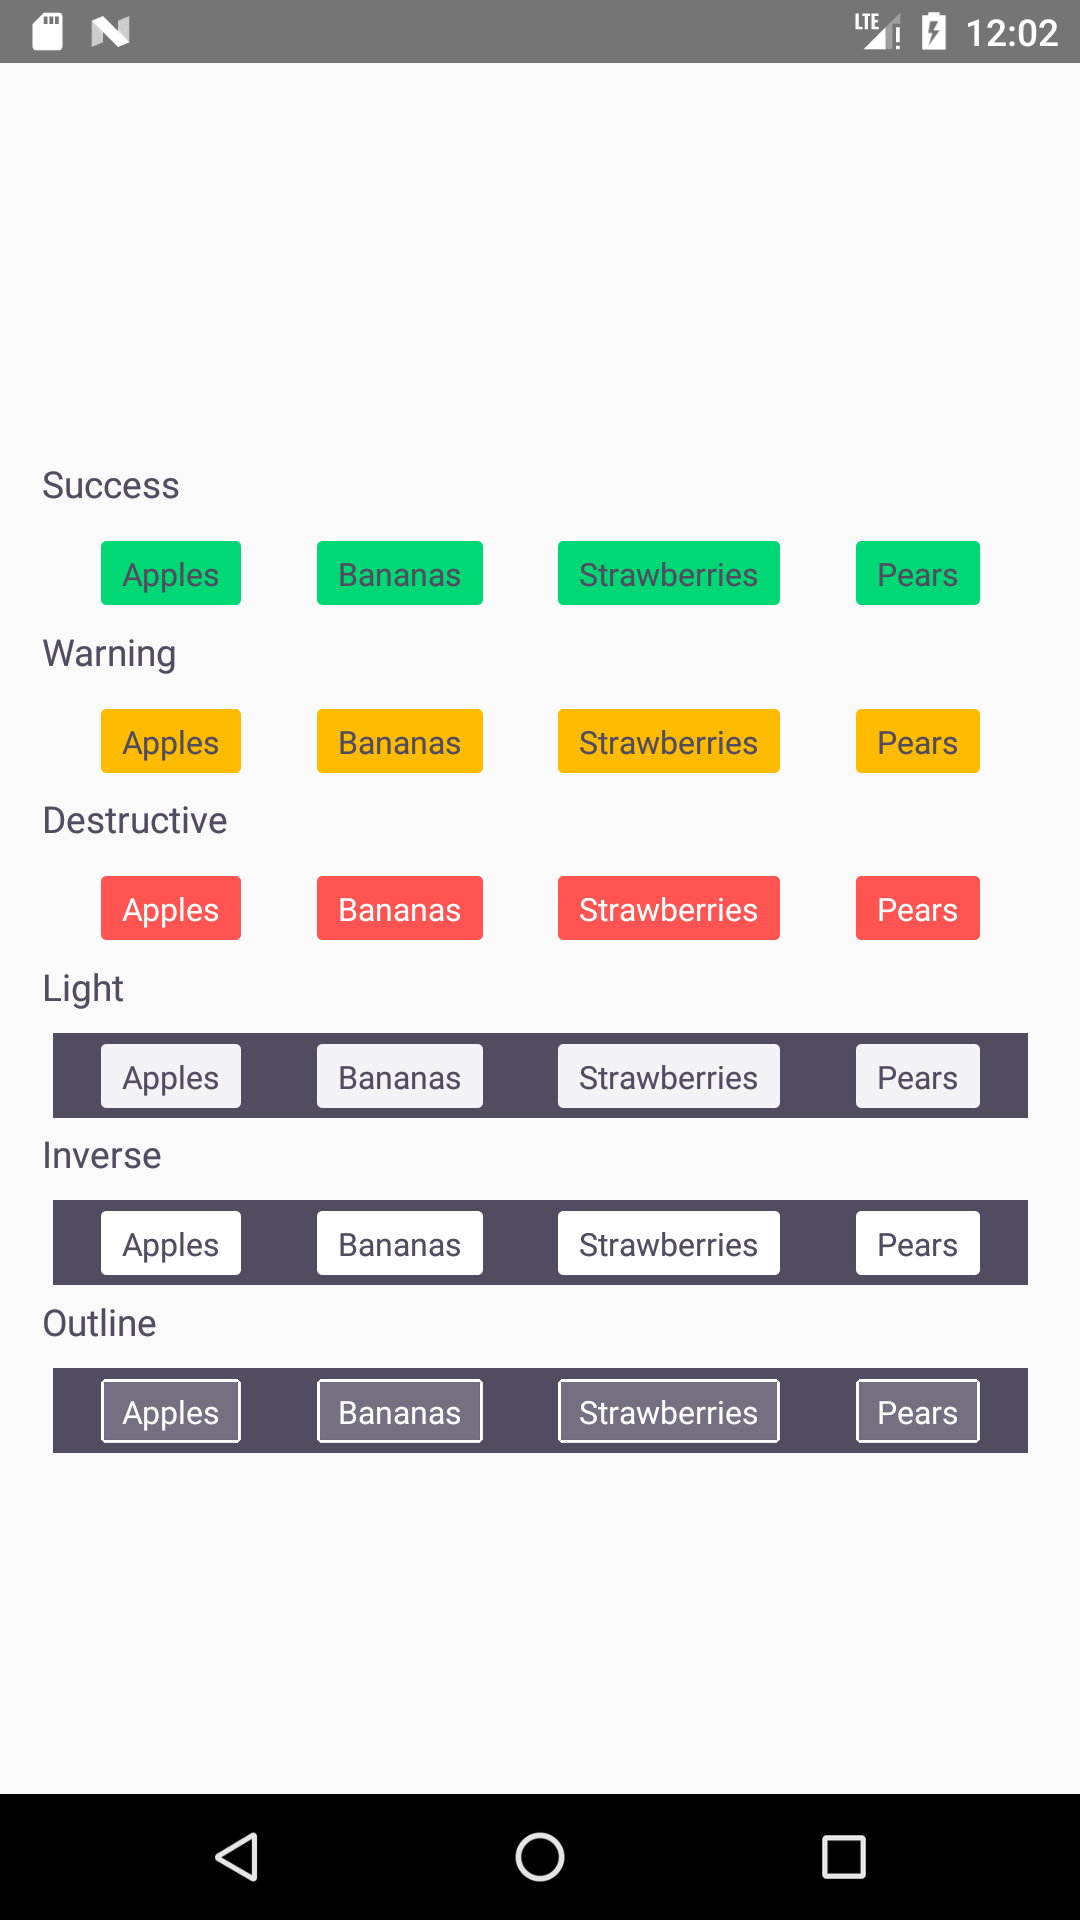 LTE 12:02
Success
Apples Bananas Strawberries Pears
Warning
Apples Bananas Strawberries Pears
Destructive
Apples Bananas Strawberries Pears
Light
Apples Bananas Strawberries Pears
Inverse
Apples Bananas Strawberries Pears
Outline
Apples Bananas Strawberries Pears